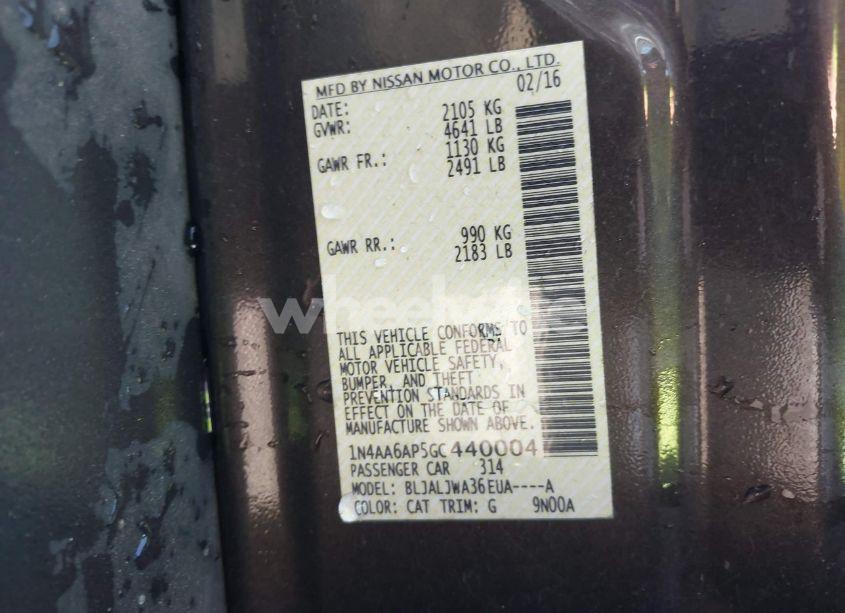 MFD BY NISSAN MOTOR CO., LTD.
DATE: 02/16
GVWR: 2105 KG
4641 LB
GAWR FR.: 1130 KG
2491 LB
GAWR RR.: 990 KG
2183 LB
THIS VEHICLE CONFORMS TO
ALL APPLICABLE FEDERAL
MOTOR VEHICLE SAFETY,
BUMPER, AND THEFT
PREVENTION STANDARDS IN
EFFECT ON THE DATE OF
MANUFACTURE SHOWN ABOVE.
1N4AA6AP5GC440004
PASSENGER CAR 314
MODEL: BLJALJWA36EUA----A
COLOR: CAT TRIM: G 9N00A